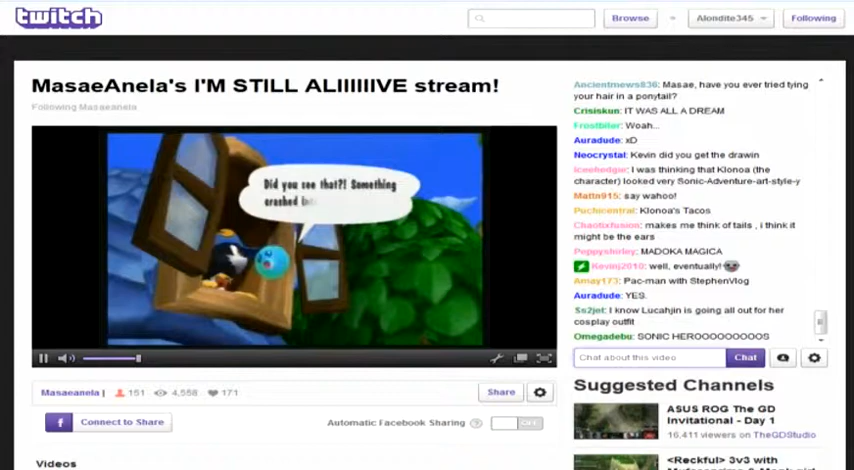 twitch
Browse
Alondite345
Following
MasaeAnela's I'M STILL ALIIIIIIVE stream!
Following Masaeanela
Did you see that?! Something
crashed into
Ancientnews836: Masae, have you ever tried tying
your hair in a ponytail?
Crisiskun: IT WAS ALL A DREAM
Frostbiler: Woah...
Auradude: xD
Neocrystal: Kevin did you get the drawin
Iceehedgur: I was thinking that Klonoa (the
character) looked very Sonic-Adventure-art-style-y
Mattn915: say wahoo!
Puchicentral: Klonoa's Tacos
Chaotixfusion: makes me think of tails , i think it
might be the ears
Peppyshirley: MADOKA MAGICA
Kevinj2010: well, eventually!
Amay173: Pac-man with StephenVlog
Auradude: YES.
Ss2jet: I know Lucahjin is going all out for her
cosplay outfit
Omegadebu: SONIC HEROOOOOOOOS
Chat about this video
Chat
Masaeanela | 151 4,558 171
Share
f Connect to Share
Automatic Facebook Sharing ? OFF
Suggested Channels
ASUS ROG The GD
Invitational - Day 1
16,411 viewers on TheGDStudio
<Reckful> 3v3 with
Videos